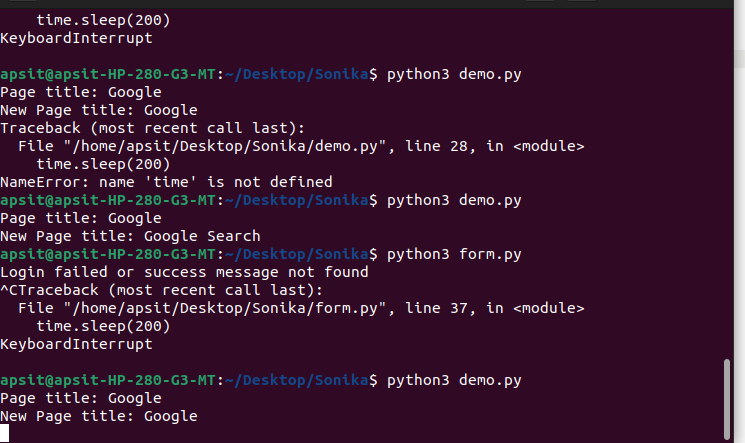 time.sleep(200)
KeyboardInterrupt
apsit@apsit-HP-280-G3-MT:~/Desktop/Sonika$ python3 demo.py
Page title: Google
New Page title: Google
Traceback (most recent call last):
  File "/home/apsit/Desktop/Sonika/demo.py", line 28, in <module>
    time.sleep(200)
NameError: name 'time' is not defined
apsit@apsit-HP-280-G3-MT:~/Desktop/Sonika$ python3 demo.py
Page title: Google
New Page title: Google Search
apsit@apsit-HP-280-G3-MT:~/Desktop/Sonika$ python3 form.py
Login failed or success message not found
^CTraceback (most recent call last):
  File "/home/apsit/Desktop/Sonika/form.py", line 37, in <module>
    time.sleep(200)
KeyboardInterrupt
apsit@apsit-HP-280-G3-MT:~/Desktop/Sonika$ python3 demo.py
Page title: Google
New Page title: Google